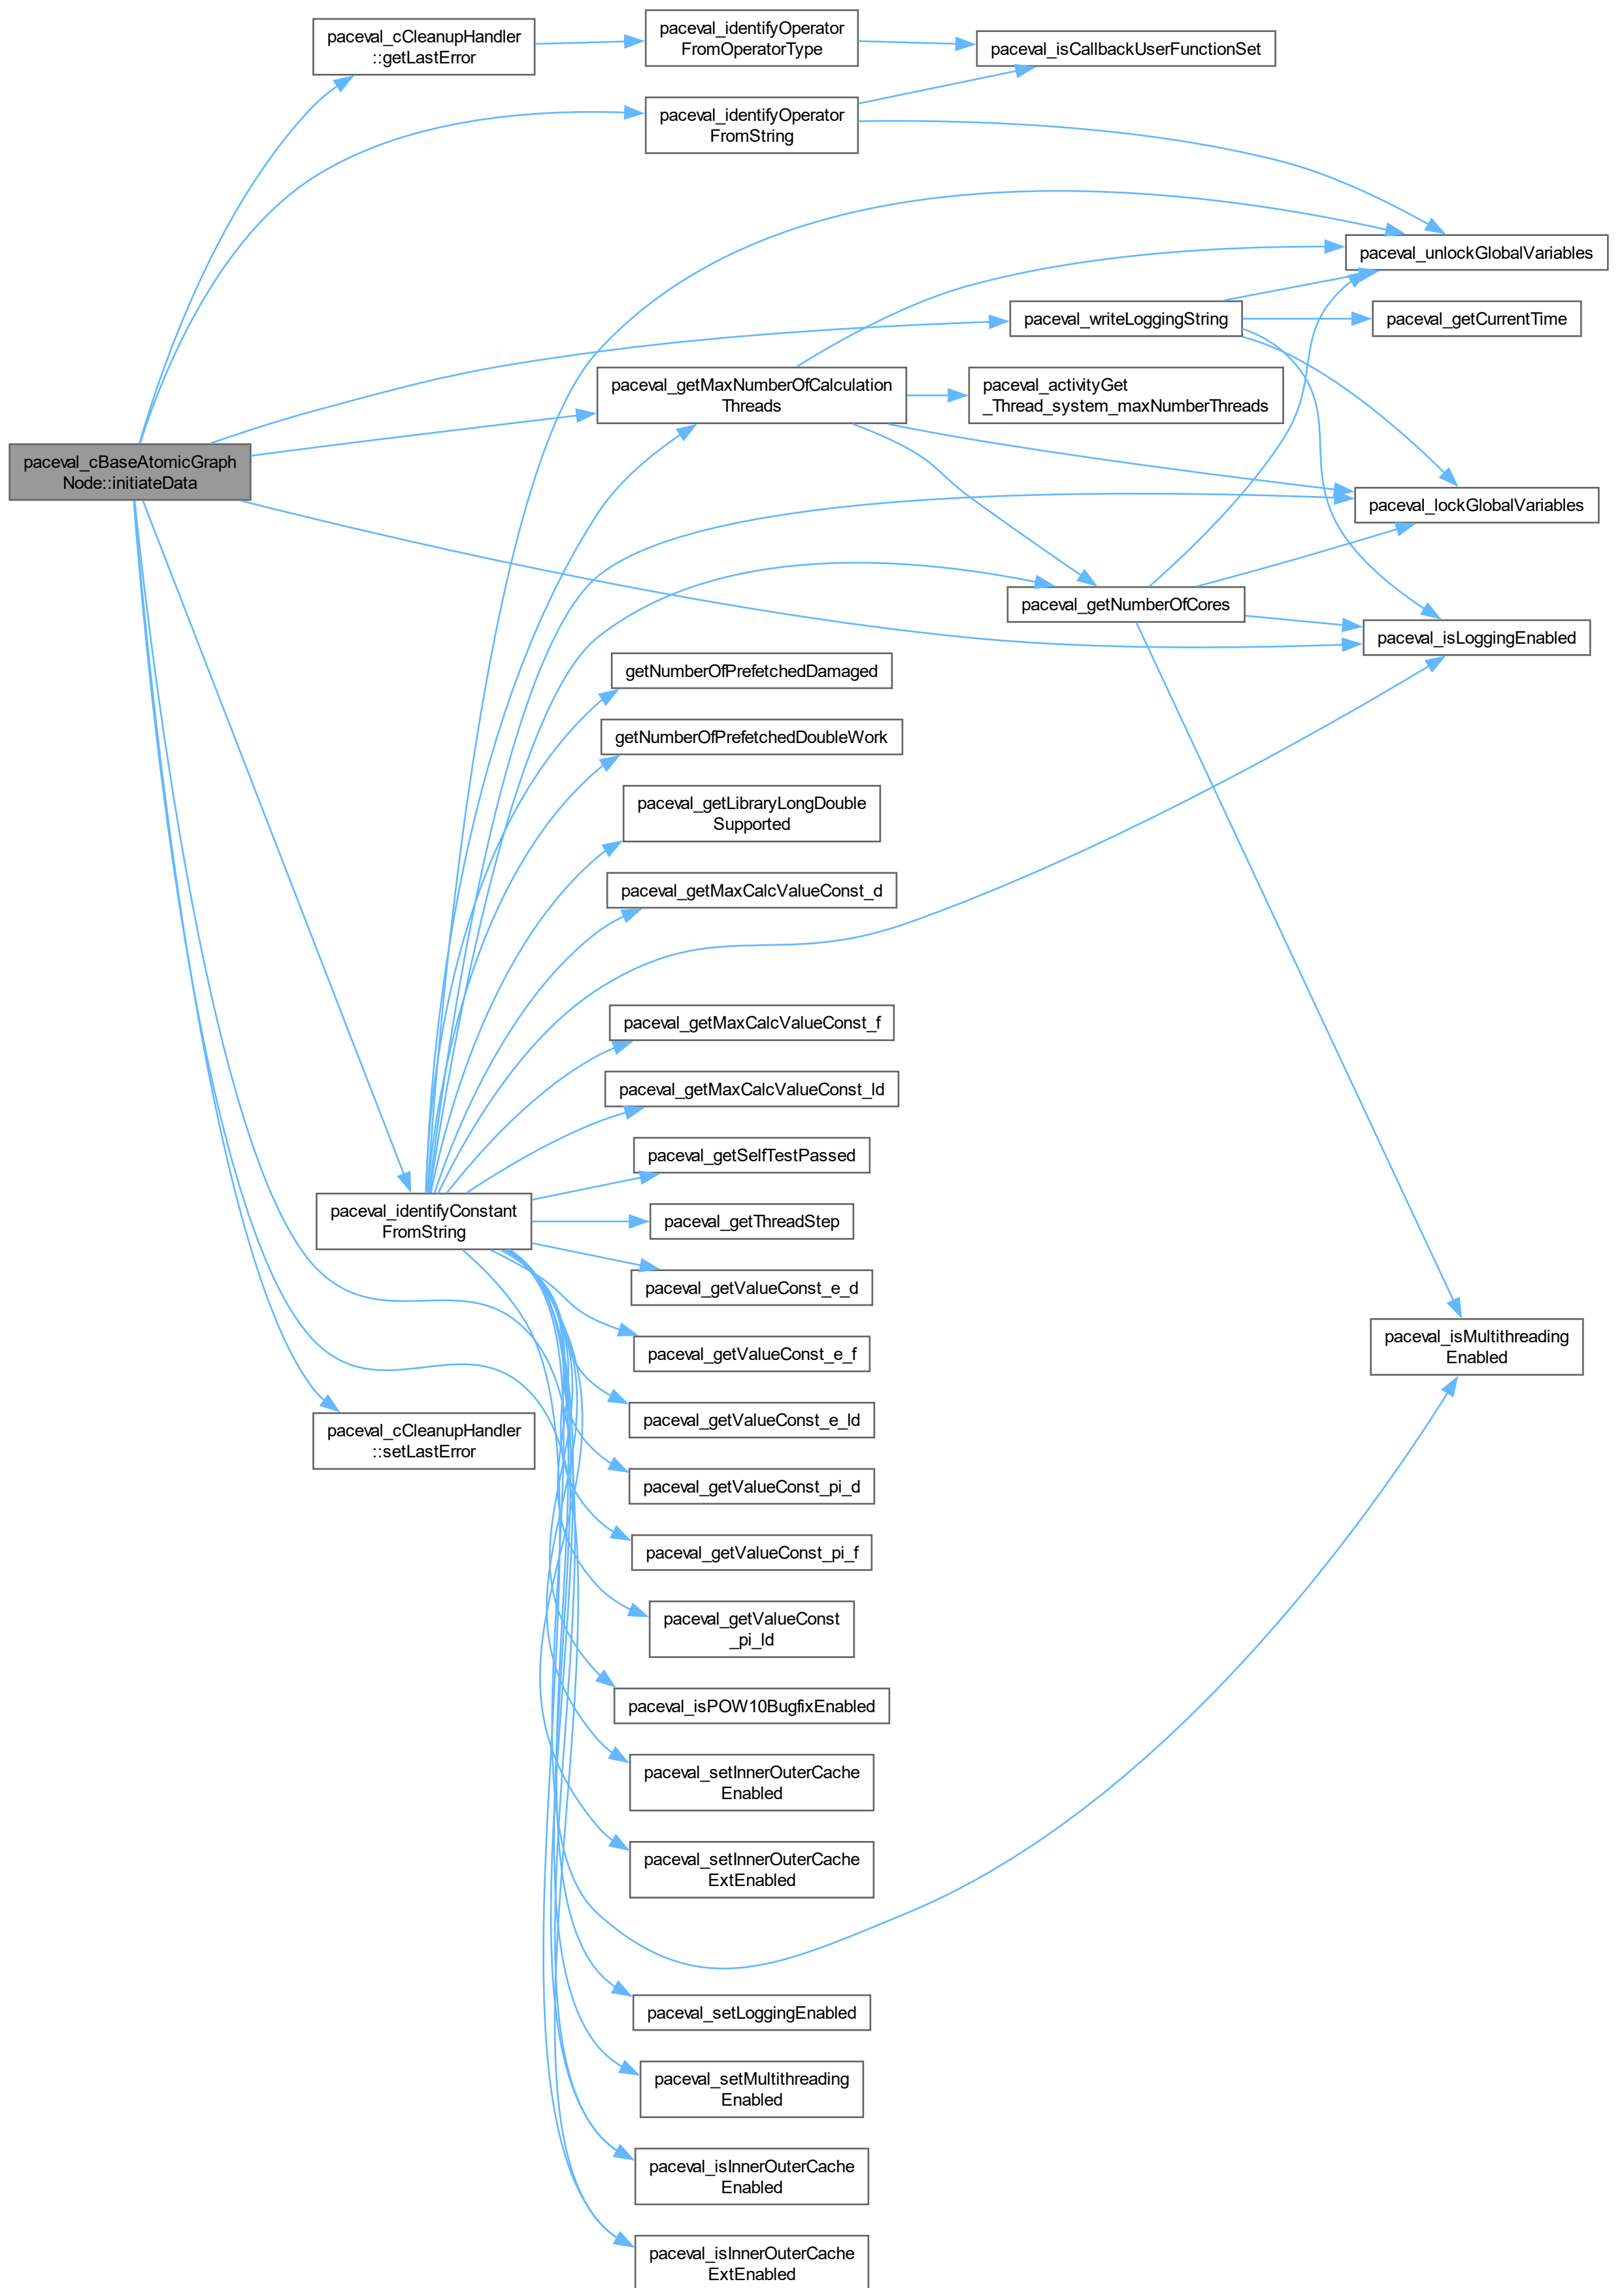 paceval_cCleanupHandler
::getLastError
paceval_identifyOperator
FromOperatorType
paceval_isCallbackUserFunctionSet
paceval_identifyOperator
FromString
paceval_unlockGlobalVariables
paceval_writeLoggingString
paceval_getCurrentTime
paceval_getMaxNumberOfCalculation
Threads
paceval_activityGet
_Thread_system_maxNumberThreads
paceval_cBaseAtomicGraph
Node::initiateData
paceval_lockGlobalVariables
paceval_getNumberOfCores
paceval_isLoggingEnabled
getNumberOfPrefetchedDamaged
getNumberOfPrefetchedDoubleWork
paceval_getLibraryLongDouble
Supported
paceval_getMaxCalcValueConst_d
paceval_getMaxCalcValueConst_f
paceval_getMaxCalcValueConst_ld
paceval_getSelfTestPassed
paceval_identifyConstant
FromString
paceval_getThreadStep
paceval_getValueConst_e_d
paceval_getValueConst_e_f
paceval_isMultithreading
Enabled
paceval_getValueConst_e_ld
paceval_cCleanupHandler
::setLastError
paceval_getValueConst_pi_d
paceval_getValueConst_pi_f
paceval_getValueConst
_pi_ld
paceval_isPOW10BugfixEnabled
paceval_setInnerOuterCache
Enabled
paceval_setInnerOuterCache
ExtEnabled
paceval_setLoggingEnabled
paceval_setMultithreading
Enabled
paceval_isInnerOuterCache
Enabled
paceval_isInnerOuterCache
ExtEnabled